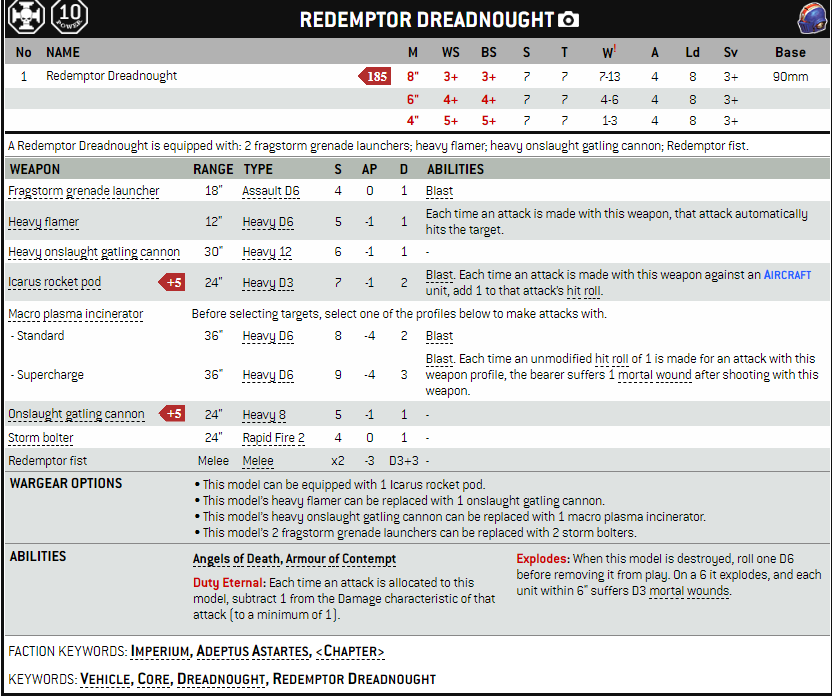 10
POWER
REDEMPTOR DREADNOUGHT
No NAME M WS BS S T W! A Ld Sv Base
1 Redemptor Dreadnought 185 8" 3+ 3+ 7 7 7-13 4 8 3+ 90mm
6" 4+ 4+ 7 7 4-6 4 8 3+
4" 5+ 5+ 7 7 1-3 4 8 3+
A Redemptor Dreadnought is equipped with: 2 fragstorm grenade launchers; heavy flamer; heavy onslaught gatling cannon; Redemptor fist.
WEAPON RANGE TYPE S AP D ABILITIES
Fragstorm grenade launcher 18" Assault D6 4 0 1 Blast
Heavy flamer 12" Heavy D6 5 -1 1 Each time an attack is made with this weapon, that attack automatically
hits the target.
Heavy onslaught gatling cannon 30" Heavy 12 6 -1 1 -
Icarus rocket pod +5 24" Heavy D3 7 -1 2 Blast. Each time an attack is made with this weapon against an AIRCRAFT
unit, add 1 to that attack's hit roll.
Macro plasma incinerator Before selecting targets, select one of the profiles below to make attacks with.
- Standard 36" Heavy D6 8 -4 2 Blast
- Supercharge 36" Heavy D6 9 -4 3 Blast. Each time an unmodified hit roll of 1 is made for an attack with this
weapon profile, the bearer suffers 1 mortal wound after shooting with this
weapon.
Onslaught gatling cannon +5 24" Heavy 8 5 -1 1 -
Storm bolter 24" Rapid Fire 2 4 0 1 -
Redemptor fist Melee Melee x2 -3 D3+3 -
WARGEAR OPTIONS
• This model can be equipped with 1 Icarus rocket pod.
• This model's heavy flamer can be replaced with 1 onslaught gatling cannon.
• This model's heavy onslaught gatling cannon can be replaced with 1 macro plasma incinerator.
• This model's 2 fragstorm grenade launchers can be replaced with 2 storm bolters.
ABILITIES
Angels of Death, Armour of Contempt
Duty Eternal: Each time an attack is allocated to this
model, subtract 1 from the Damage characteristic of that
attack (to a minimum of 1).
Explodes: When this model is destroyed, roll one D6
before removing it from play. On a 6 it explodes, and each
unit within 6" suffers D3 mortal wounds.
FACTION KEYWORDS: IMPERIUM, ADEPTUS ASTARTES, <CHAPTER>
KEYWORDS: VEHICLE, CORE, DREADNOUGHT, REDEMPTOR DREADNOUGHT